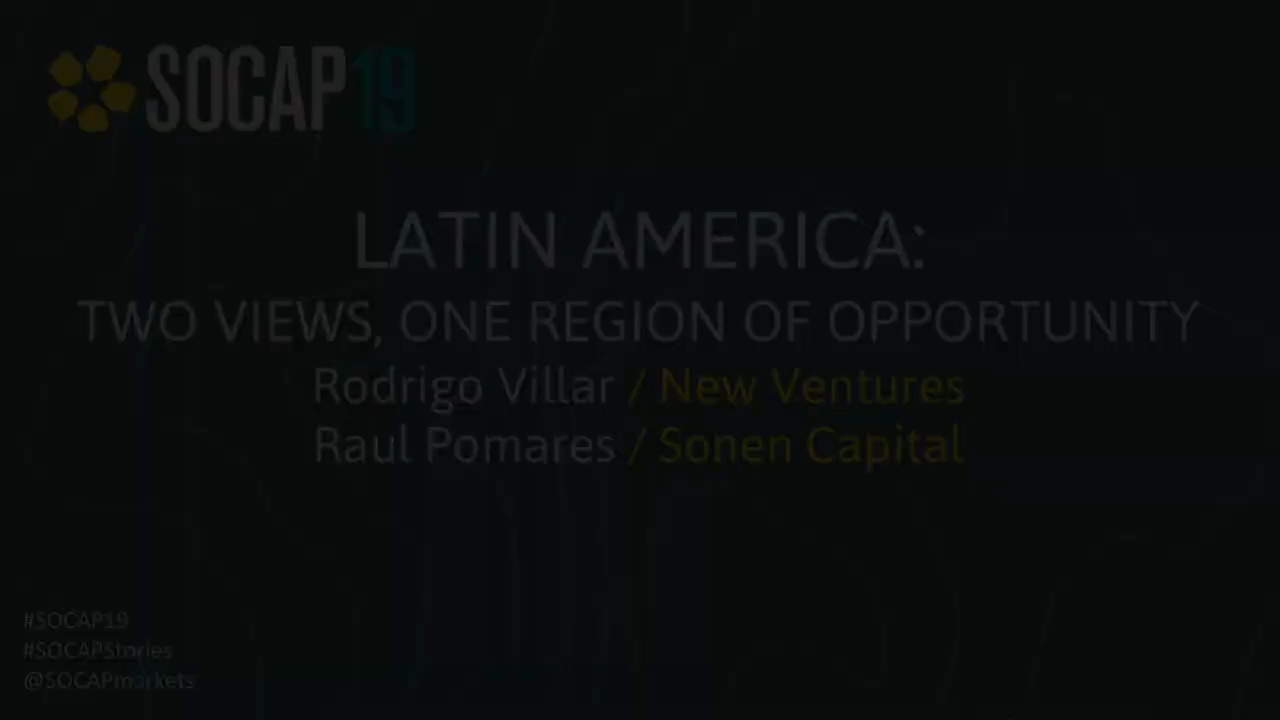 SOCAP19
LATIN AMERICA:
TWO VIEWS, ONE REGION OF OPPORTUNITY
Rodrigo Villar / New Ventures
Raul Pomares / Sonen Capital
#SOCAP19
#SOCAPStories
@SOCAPmarkets